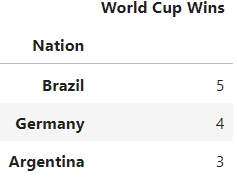 World Cup Wins
Nation
Brazil 5
Germany 4
Argentina 3